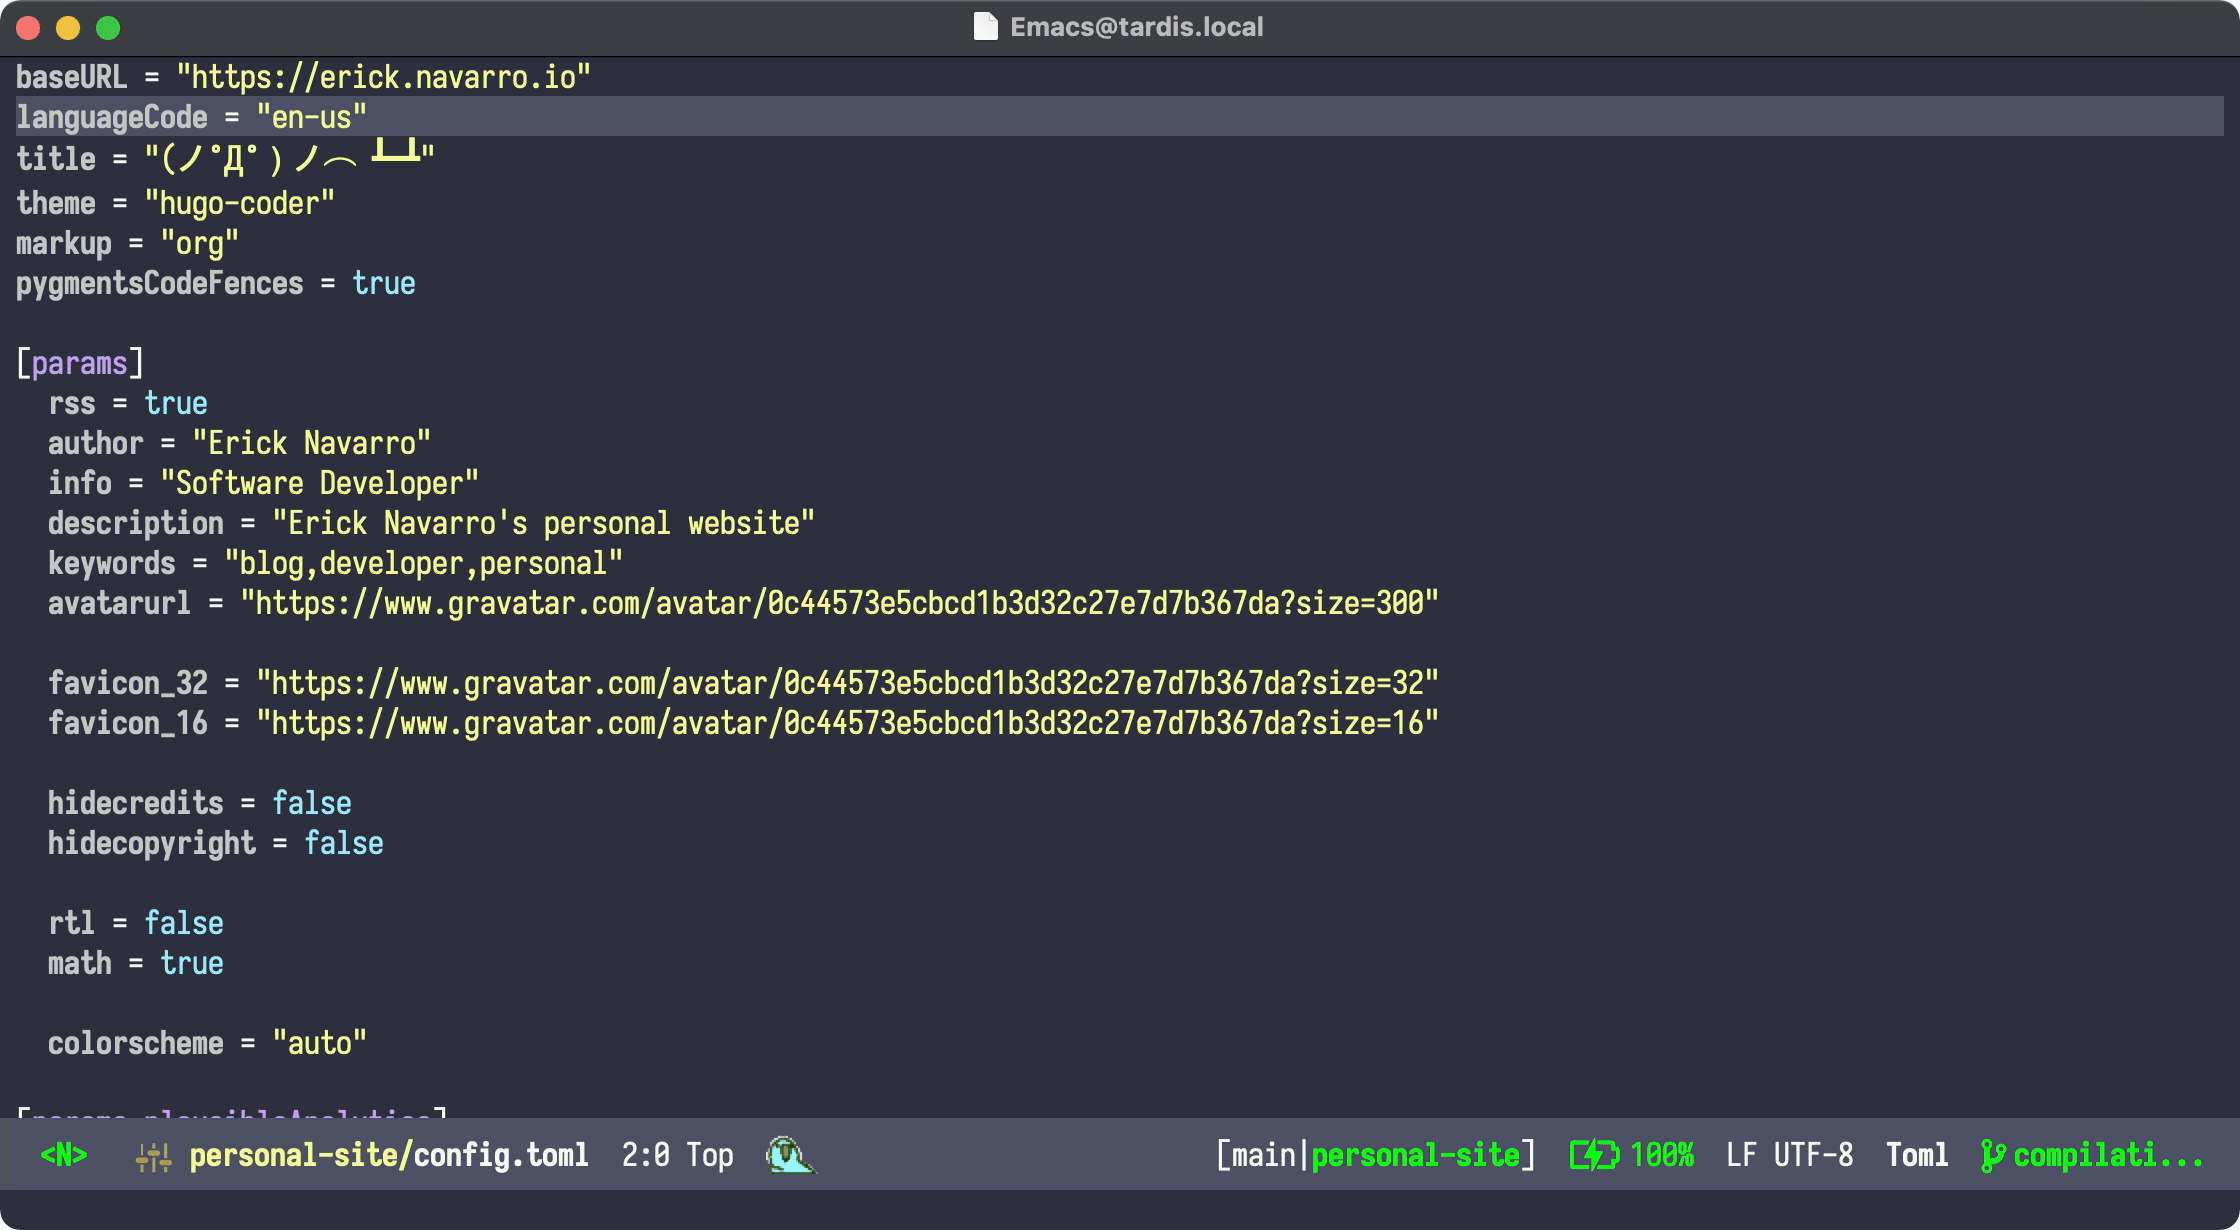 Emacs@tardis.local
baseURL = "https://erick.navarro.io"
languageCode = "en-us"
title = "(ノ°Д°)ノ︵ ┻━┻"
theme = "hugo-coder"
markup = "org"
pygmentsCodeFences = true
[params]
rss = true
author = "Erick Navarro"
info = "Software Developer"
description = "Erick Navarro's personal website"
keywords = "blog,developer,personal"
avatarurl = "https://www.gravatar.com/avatar/0c44573e5cbcd1b3d32c27e7d7b367da?size=300"
favicon_32 = "https://www.gravatar.com/avatar/0c44573e5cbcd1b3d32c27e7d7b367da?size=32"
favicon_16 = "https://www.gravatar.com/avatar/0c44573e5cbcd1b3d32c27e7d7b367da?size=16"
hidecredits = false
hidecopyright = false
rtl = false
math = true
colorscheme = "auto"
[params.plausibleAnalytics]
<N> personal-site/config.toml 2:0 Top [main|personal-site] 100% LF UTF-8 Toml compilati...